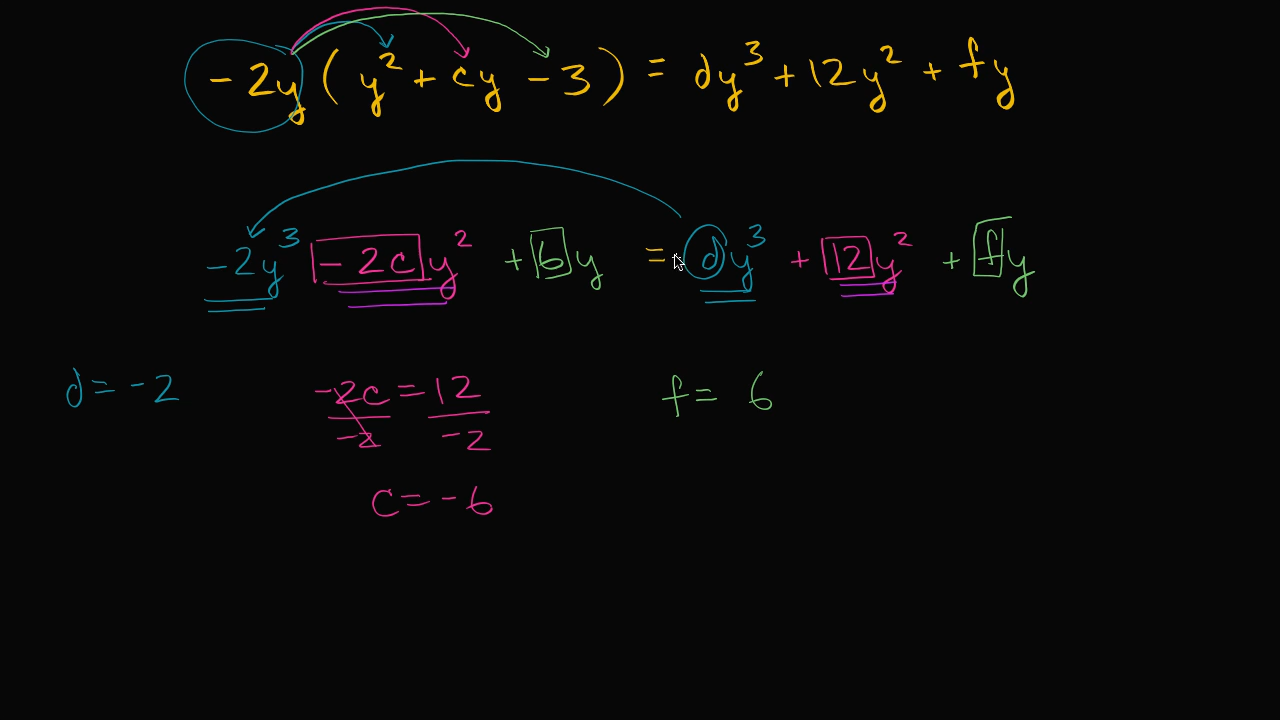 -2y(y² + cy - 3) = dy³ + 12y² + fy
-2y³ -2cy² + 6y = dy³ + 12y² + fy
d = -2
-2c = 12
-2 -2
c = -6
f = 6